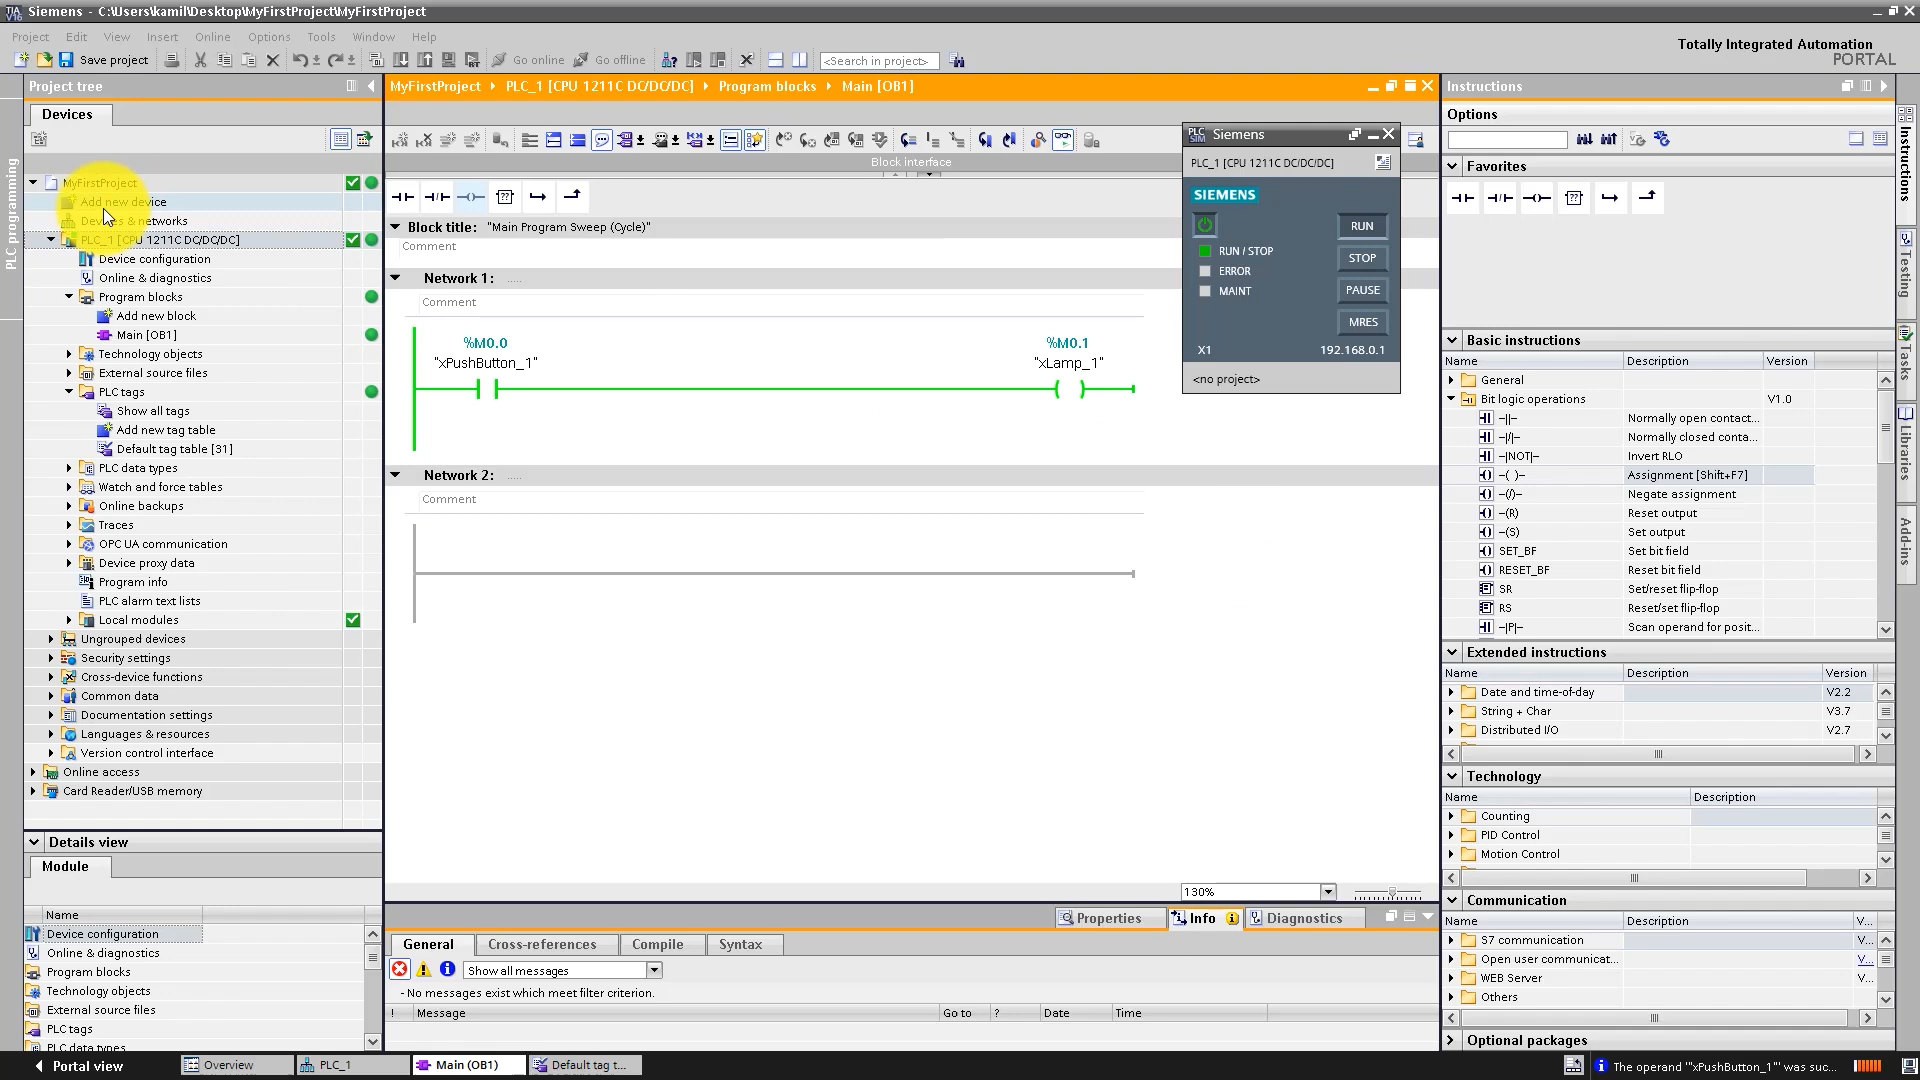 Siemens - C:\Users\kamil\Desktop\MyFirstProject\MyFirstProject
Project Edit View Insert Online Options Tools Window Help
Save project
Go online
Go offline
<Search in project>
Totally Integrated Automation
PORTAL
Project tree
Devices
PLC programming
MyFirstProject
Add new device
Devices & networks
PLC_1 [CPU 1211C DC/DC/DC]
Device configuration
Online & diagnostics
Program blocks
Add new block
Main [OB1]
Technology objects
External source files
PLC tags
Show all tags
Add new tag table
Default tag table [31]
PLC data types
Watch and force tables
Online backups
Traces
OPC UA communication
Device proxy data
Program info
PLC alarm text lists
Local modules
Ungrouped devices
Security settings
Cross-device functions
Common data
Documentation settings
Languages & resources
Version control interface
Online access
Card Reader/USB memory
Details view
Module
Name
Device configuration
Online & diagnostics
Program blocks
Technology objects
External source files
PLC tags
PLC data types
MyFirstProject PLC_1 [CPU 1211C DC/DC/DC] Program blocks Main [OB1]
Block interface
Block title: "Main Program Sweep (Cycle)"
Comment
Network 1: .....
Comment
%M0.0
"xPushButton_1"
%M0.1
"xLamp_1"
Network 2: .....
Comment
PLC SIM Siemens
PLC_1 [CPU 1211C DC/DC/DC]
SIEMENS
RUN
RUN / STOP
STOP
ERROR
MAINT
PAUSE
MRES
X1 192.168.0.1
<no project>
130%
Properties Info Diagnostics
General Cross-references Compile Syntax
Show all messages
- No messages exist which meet filter criterion.
! Message Go to ? Date Time
Instructions
Options
Favorites
Basic instructions
Name Description Version
General
Bit logic operations V1.0
-||- Normally open contact...
-|/|- Normally closed conta...
-|NOT|- Invert RLO
-( )- Assignment [Shift+F7]
-(/)- Negate assignment
-(R) Reset output
-(S) Set output
SET_BF Set bit field
RESET_BF Reset bit field
SR Set/reset flip-flop
RS Reset/set flip-flop
-|P|- Scan operand for posit...
Extended instructions
Name Description Version
Date and time-of-day V2.2
String + Char V3.7
Distributed I/O V2.7
Technology
Name Description
Counting
PID Control
Motion Control
Communication
Name Description V...
S7 communication V...
Open user communicat... V...
WEB Server V...
Others
Optional packages
Instructions
Testing
Tasks
Libraries
Add-ins
Portal view
Overview
PLC_1
Main (OB1)
Default tag t...
The operand '"xPushButton_1"' was suc...